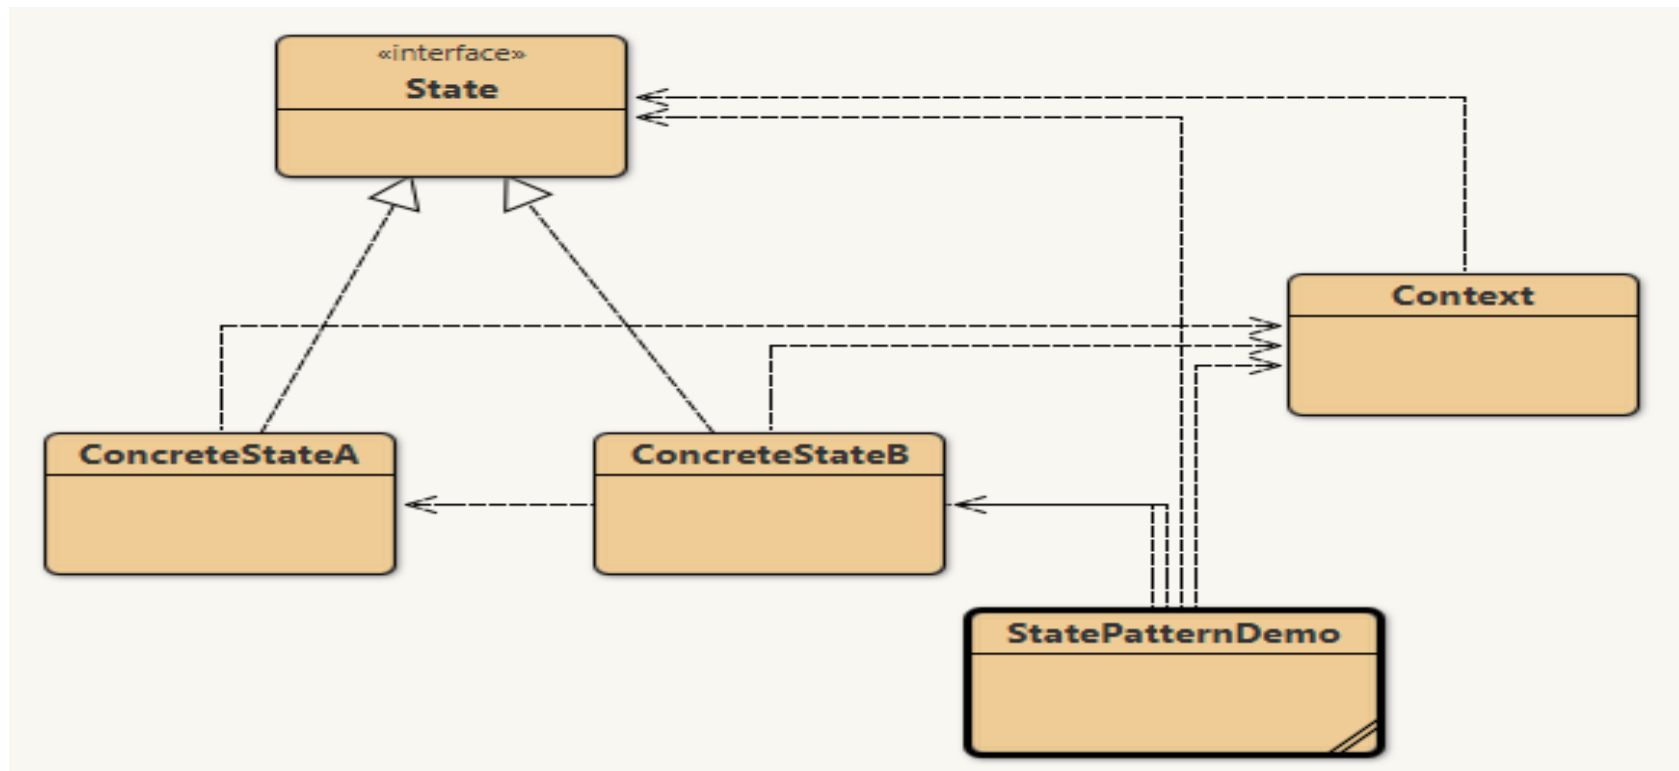 «interface»
State
Context
ConcreteStateA
ConcreteStateB
StatePatternDemo